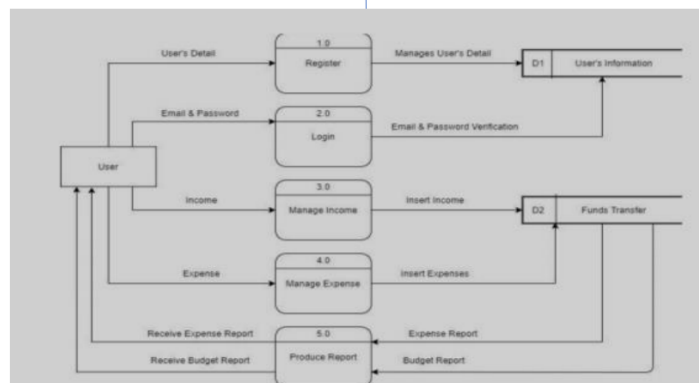 1.0
User's Detail
Manages User's Detail
Register
D1
User's Information
2.0
Email & Password
Email & Password Verification
Login
User
3.0
Income
Insert Income
Manage Income
D2
Funds Transfer
4.0
Expense
Insert Expenses
Manage Expense
5.0
Receive Expense Report
Expense Report
Produce Report
Receive Budget Report
Budget Report